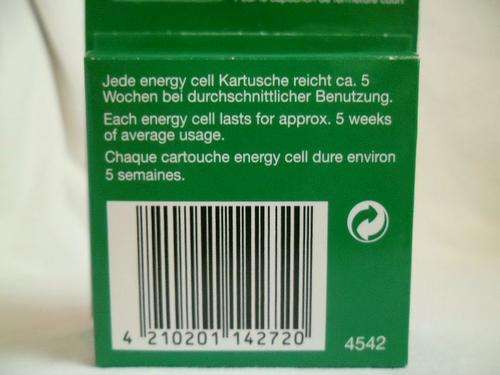 Jede energy cell Kartusche reicht ca. 5
Wochen bei durchschnittlicher Benutzung.
Each energy cell lasts for approx. 5 weeks
of average usage.
Chaque cartouche energy cell dure environ
5 semaines.
4 210201 142720
4542